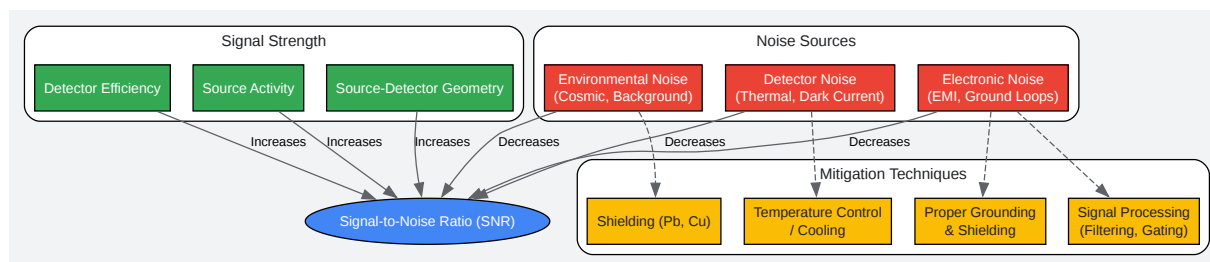 Signal Strength
Noise Sources
Detector Efficiency
Source Activity
Source-Detector Geometry
Environmental Noise
(Cosmic, Background)
Detector Noise
(Thermal, Dark Current)
Electronic Noise
(EMI, Ground Loops)
Increases
Increases
Increases
Decreases
Decreases
Decreases
Mitigation Techniques
Signal-to-Noise Ratio (SNR)
Shielding (Pb, Cu)
Temperature Control
/ Cooling
Proper Grounding
& Shielding
Signal Processing
(Filtering, Gating)